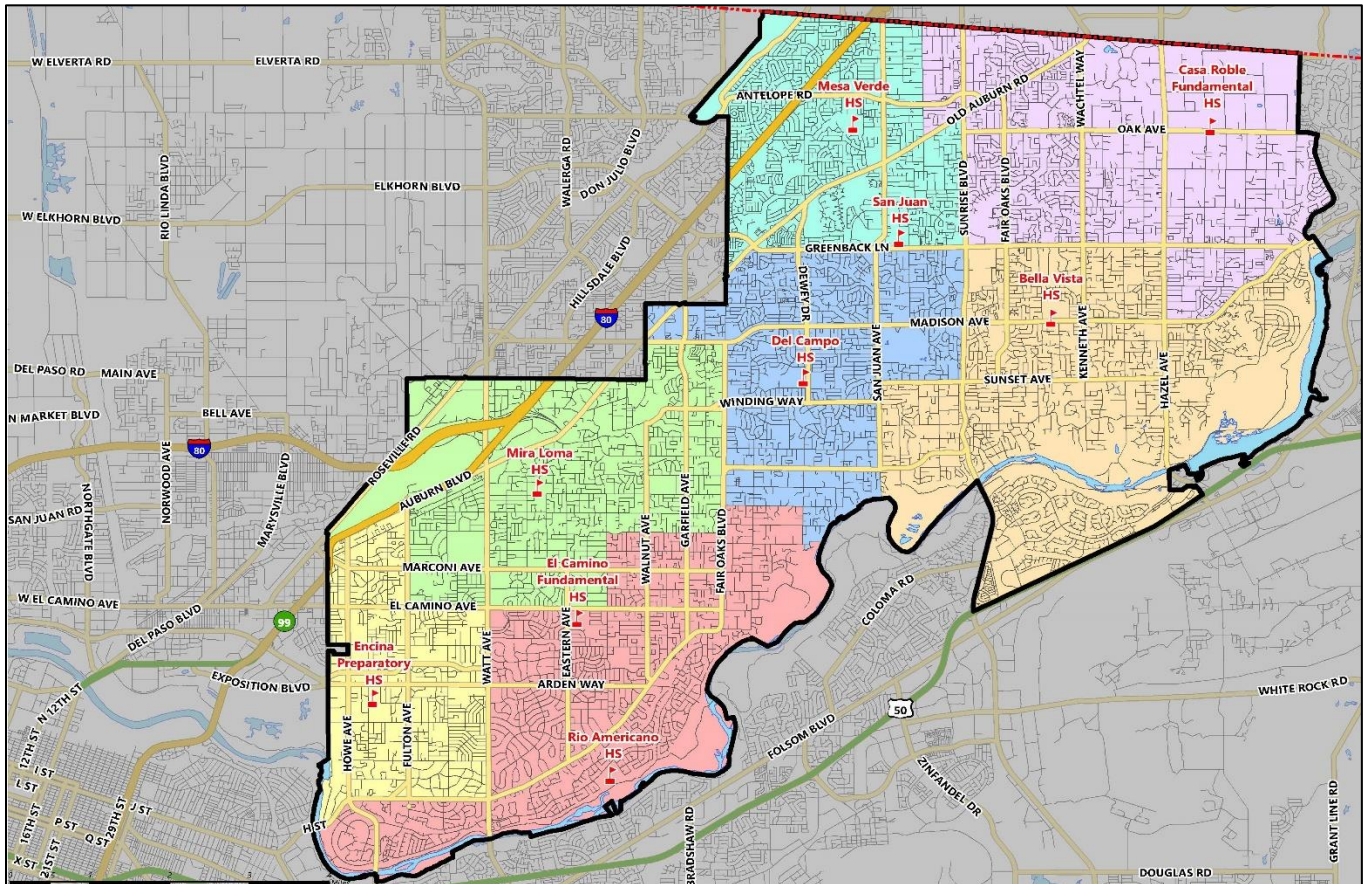 W ELVERTA RD
ELVERTA RD
ANTELOPE RD
Mesa Verde
HS
OLD AUBURN RD
WACHTEL WAY
Casa Roble
Fundamental
HS
OAK AVE
RIO LINDA BLVD
WALERGA RD
DON JULIO BLVD
ELKHORN BLVD
W ELKHORN BLVD
HILLSDALE BLVD
San Juan
HS
SUNRISE BLVD
FAIR OAKS BLVD
GREENBACK LN
DEWEY DR
Bella Vista
HS
80
MADISON AVE
KENNETH AVE
Del Campo
HS
SAN JUAN AVE
HAZEL AVE
SUNSET AVE
DEL PASO RD
MAIN AVE
N MARKET BLVD
BELL AVE
WINDING WAY
80
ROSEVILLE RD
NORWOOD AVE
MARYSVILLE BLVD
NORTHGATE BLVD
SAN JUAN RD
AUBURN BLVD
Mira Loma
HS
WALNUT AVE
GARFIELD AVE
FAIR OAKS BLVD
MARCONI AVE
El Camino
Fundamental
HS
W EL CAMINO AVE
EL CAMINO AVE
DEL PASO BLVD
99
COLOMA RD
Encina
Preparatory
HS
WATT AVE
EASTERN AVE
EXPOSITION BLVD
N 12TH ST
ARDEN WAY
WHITE ROCK RD
50
FOLSOM BLVD
HOWE AVE
FULTON AVE
Rio Americano
HS
ZINFANDEL DR
12TH ST
I ST
L ST
J ST
16TH ST
P ST
Q ST
29TH ST
H ST
21ST ST
X ST
BRADSHAW RD
GRANT LINE RD
DOUGLAS RD